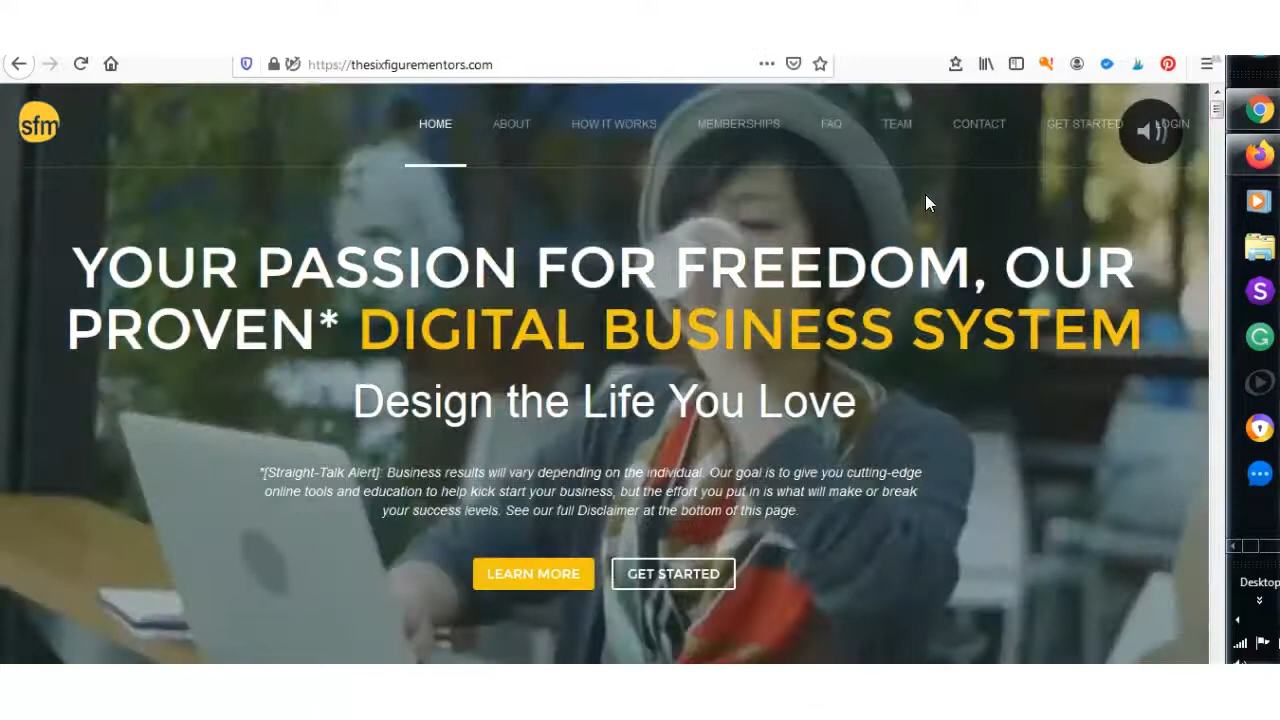 https://thesixfigurementors.com
sfm
HOME ABOUT HOW IT WORKS MEMBERSHIPS FAQ TEAM CONTACT GET STARTED LOGIN
YOUR PASSION FOR FREEDOM, OUR
PROVEN* DIGITAL BUSINESS SYSTEM
Design the Life You Love
*[Straight-Talk Alert]: Business results will vary depending on the individual. Our goal is to give you cutting-edge
online tools and education to help kick start your business, but the effort you put in is what will make or break
your success levels. See our full Disclaimer at the bottom of this page.
LEARN MORE GET STARTED
Desktop